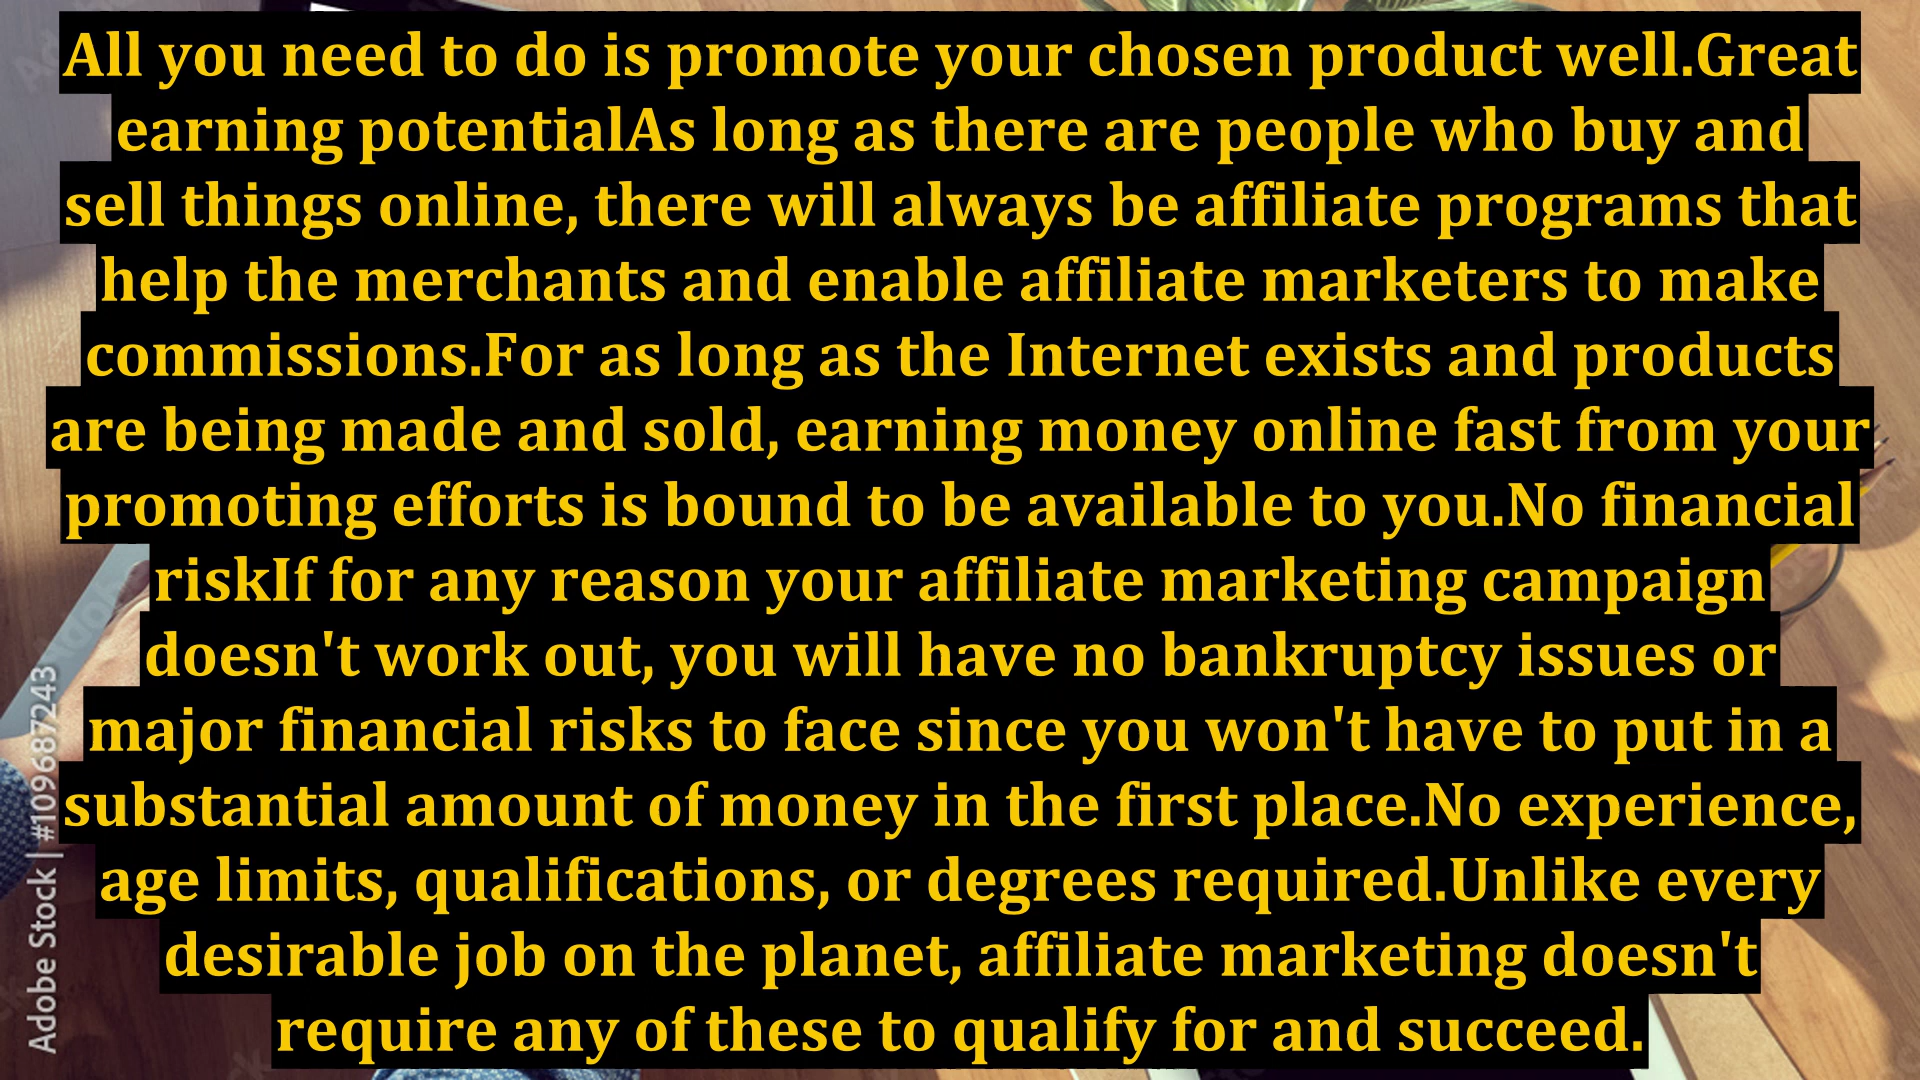 All you need to do is promote your chosen product well.Great
earning potentialAs long as there are people who buy and
sell things online, there will always be affiliate programs that
help the merchants and enable affiliate marketers to make
commissions.For as long as the Internet exists and products
are being made and sold, earning money online fast from your
promoting efforts is bound to be available to you.No financial
riskIf for any reason your affiliate marketing campaign
doesn't work out, you will have no bankruptcy issues or
major financial risks to face since you won't have to put in a
substantial amount of money in the first place.No experience,
age limits, qualifications, or degrees required.Unlike every
desirable job on the planet, affiliate marketing doesn't
require any of these to qualify for and succeed.
Adobe Stock | #109687243